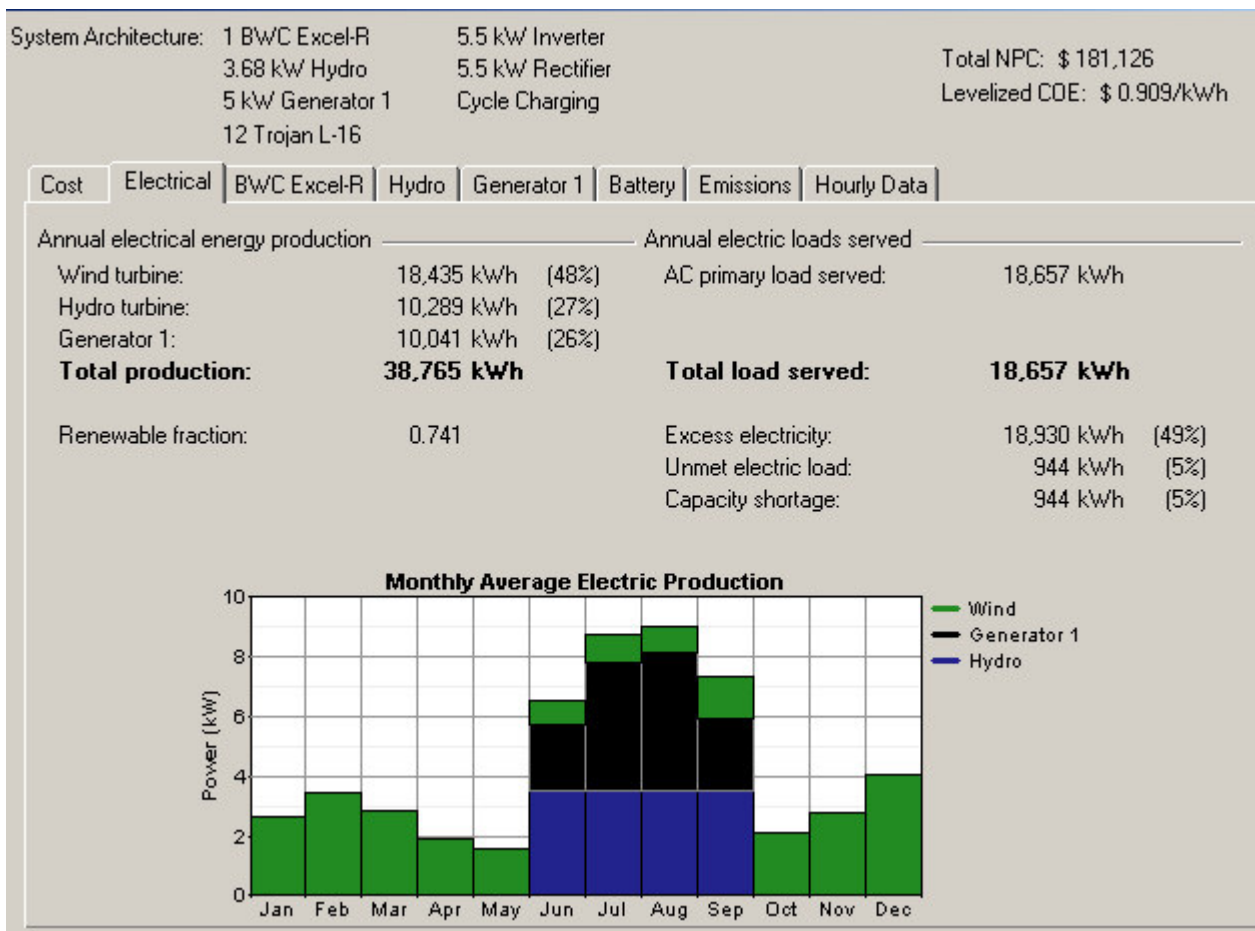 System Architecture: 1 BWC Excel-R 5.5 kW Inverter
3.68 kW Hydro 5.5 kW Rectifier
5 kW Generator 1 Cycle Charging
12 Trojan L-16
Total NPC: $ 181,126
Levelized COE: $ 0.909/kWh
Cost Electrical BWC Excel-R Hydro Generator 1 Battery Emissions Hourly Data
Annual electrical energy production
Wind turbine: 18,435 kWh (48%)
Hydro turbine: 10,289 kWh (27%)
Generator 1: 10,041 kWh (26%)
Total production: 38,765 kWh
Renewable fraction: 0.741
Annual electric loads served
AC primary load served: 18,657 kWh
Total load served: 18,657 kWh
Excess electricity: 18,930 kWh (49%)
Unmet electric load: 944 kWh (5%)
Capacity shortage: 944 kWh (5%)
Monthly Average Electric Production
Power (kW)
10
8
6
4
2
0
Jan Feb Mar Apr May Jun Jul Aug Sep Oct Nov Dec
Wind
Generator 1
Hydro